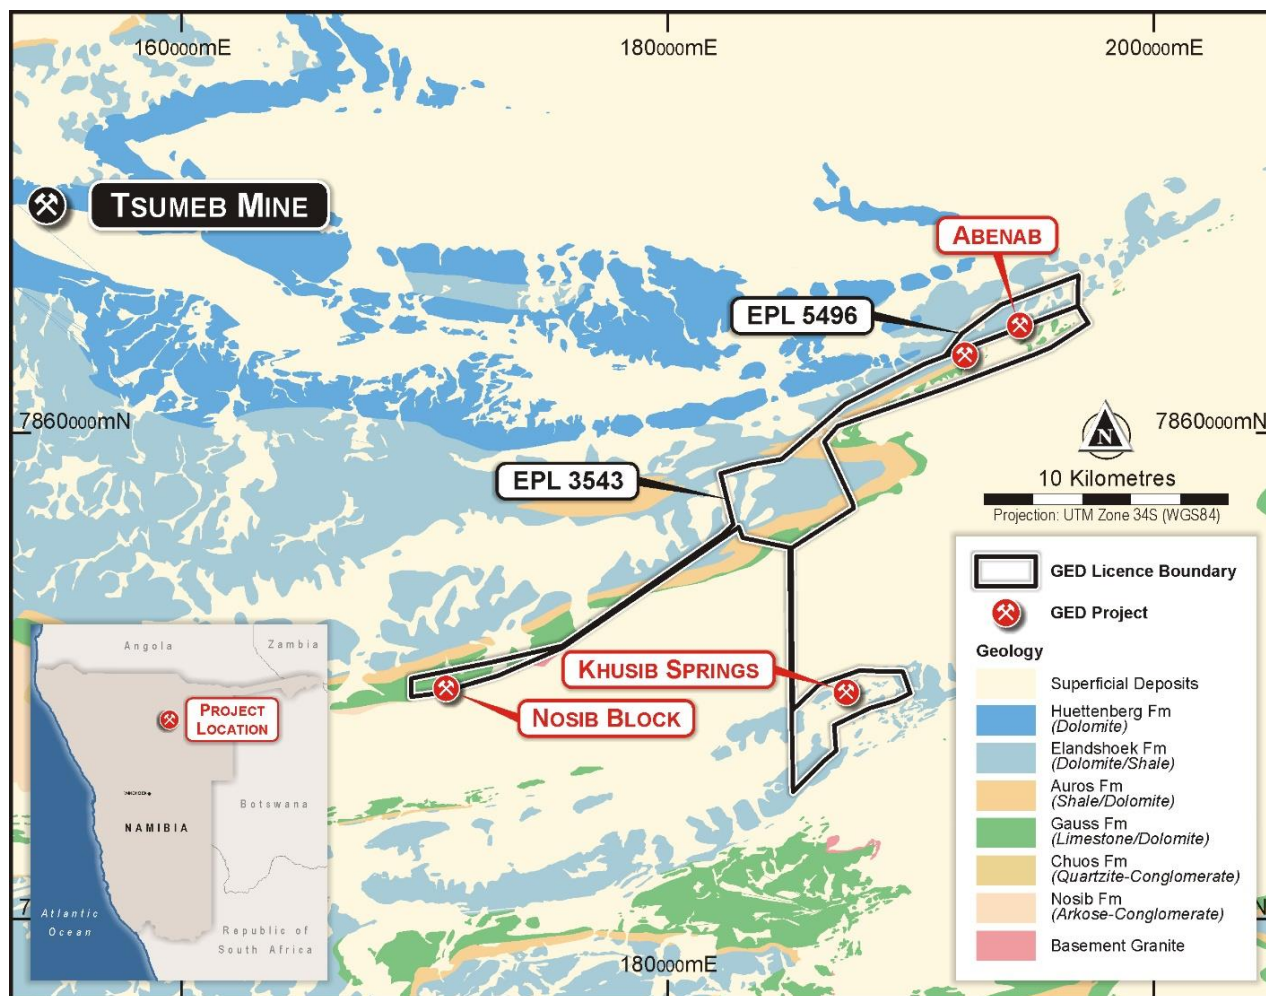 160000mE
180000mE
200000mE
TSUMEB MINE
ABENAB
EPL 5496
7860000mN
7860000mN
N
EPL 3543
10 Kilometres
Projection: UTM Zone 34S (WGS84)
GED Licence Boundary
GED Project
Geology
Superficial Deposits
Huettenberg Fm
(Dolomite)
Elandshoek Fm
(Dolomite/Shale)
Auros Fm
(Shale/Dolomite)
Gauss Fm
(Limestone/Dolomite)
Chuos Fm
(Quartzite-Conglomerate)
Nosib Fm
(Arkose-Conglomerate)
Basement Granite
KHUSIB SPRINGS
NOSIB BLOCK
Angola
Zambia
PROJECT
LOCATION
Botswana
NAMIBIA
Atlantic
Ocean
Republic of
South Africa
7
N
180000mE